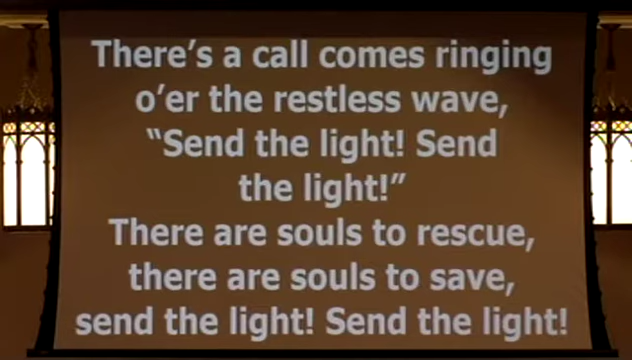 There's a call comes ringing
o'er the restless wave,
“Send the light! Send
the light!”
There are souls to rescue,
there are souls to save,
send the light! Send the light!